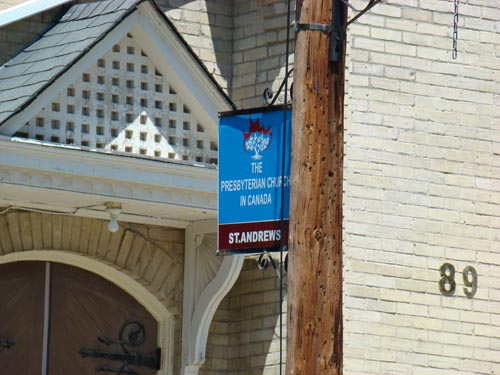 THE
PRESBYTERIAN CHURCH
IN CANADA
ST.ANDREWS
89